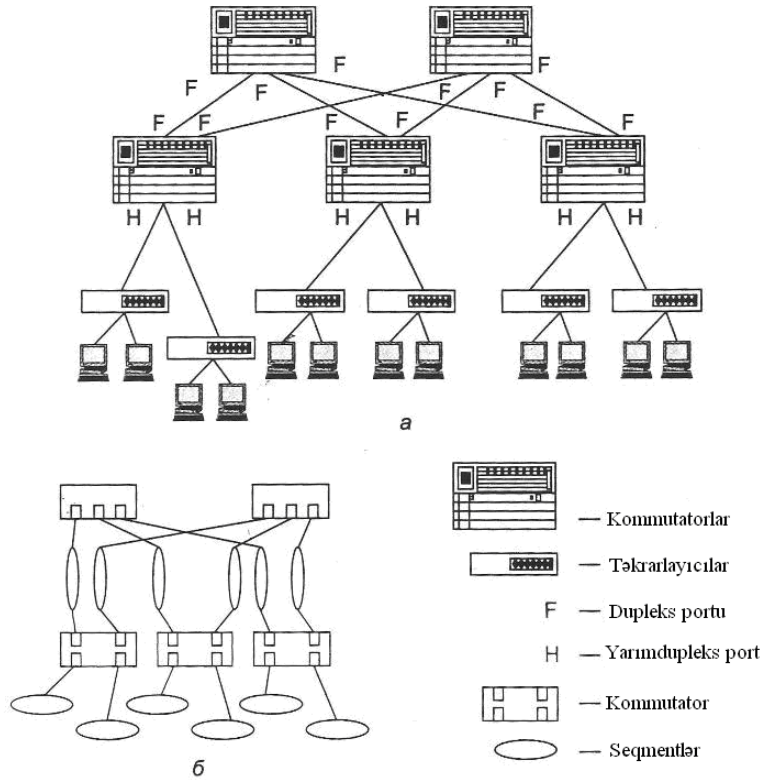 F F
F F F F
F F F F F F
H H H H H H
а
— Kommutatorlar
— Təkrarlayıcılar
F — Dupleks portu
H — Yarımdupleks port
— Kommutator
— Seqmentlər
б